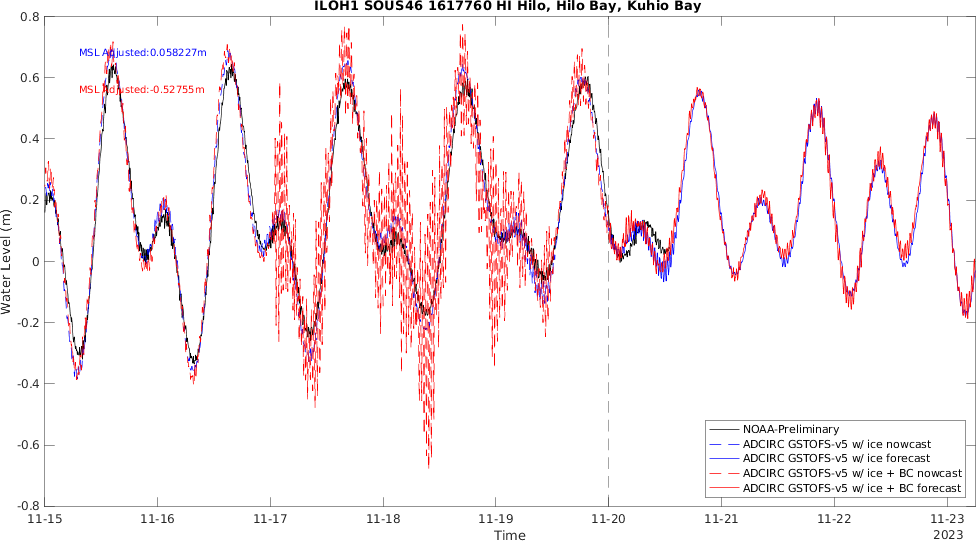 ILOH1 SOUS46 1617760 HI Hilo, Hilo Bay, Kuhio Bay
0.8
0.6
0.4
0.2
0
-0.2
-0.4
-0.6
-0.8
Water Level (m)
MSL Adjusted:0.058227m
MSL Adjusted:-0.52755m
NOAA-Preliminary
ADCIRC GSTOFS-v5 w/ ice nowcast
ADCIRC GSTOFS-v5 w/ ice forecast
ADCIRC GSTOFS-v5 w/ ice + BC nowcast
ADCIRC GSTOFS-v5 w/ ice + BC forecast
11-15 11-16 11-17 11-18 11-19 11-20 11-21 11-22 11-23
2023
Time